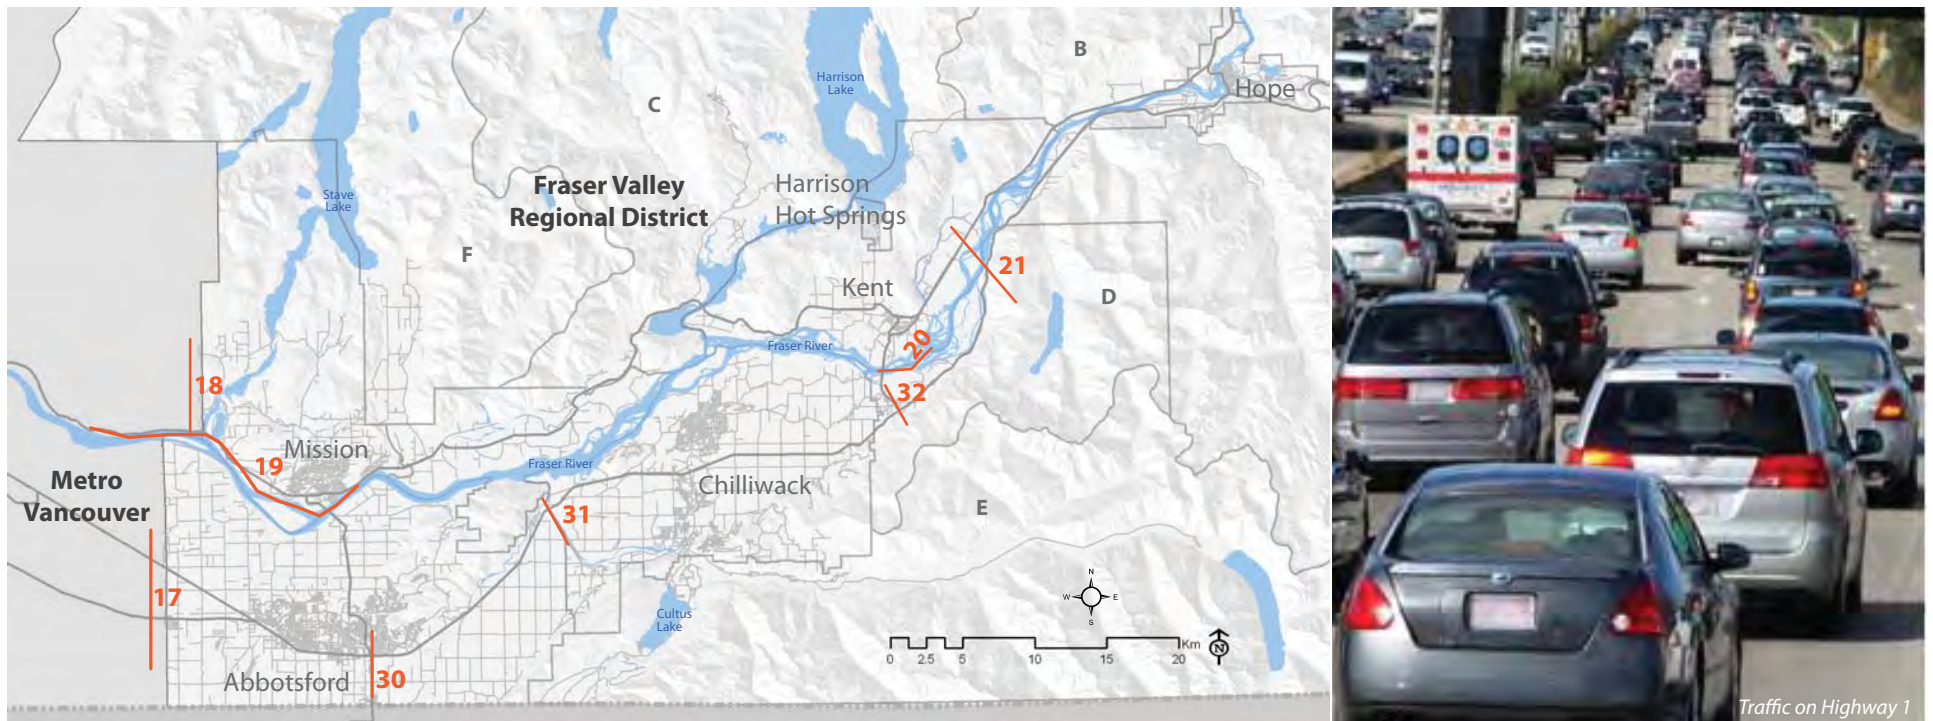 B
Hope
Harrison
Lake
C
Fraser Valley
Regional District
Harrison
Hot Springs
Stave
Lake
F
21
Kent
D
20
Fraser River
18
32
Mission
19
Fraser River
Metro
Vancouver
Chilliwack
31
E
17
N
W
E
S
Cultus
Lake
Km
0 2.5 5 10 15 20
N
Abbotsford
30
Traffic on Highway 1